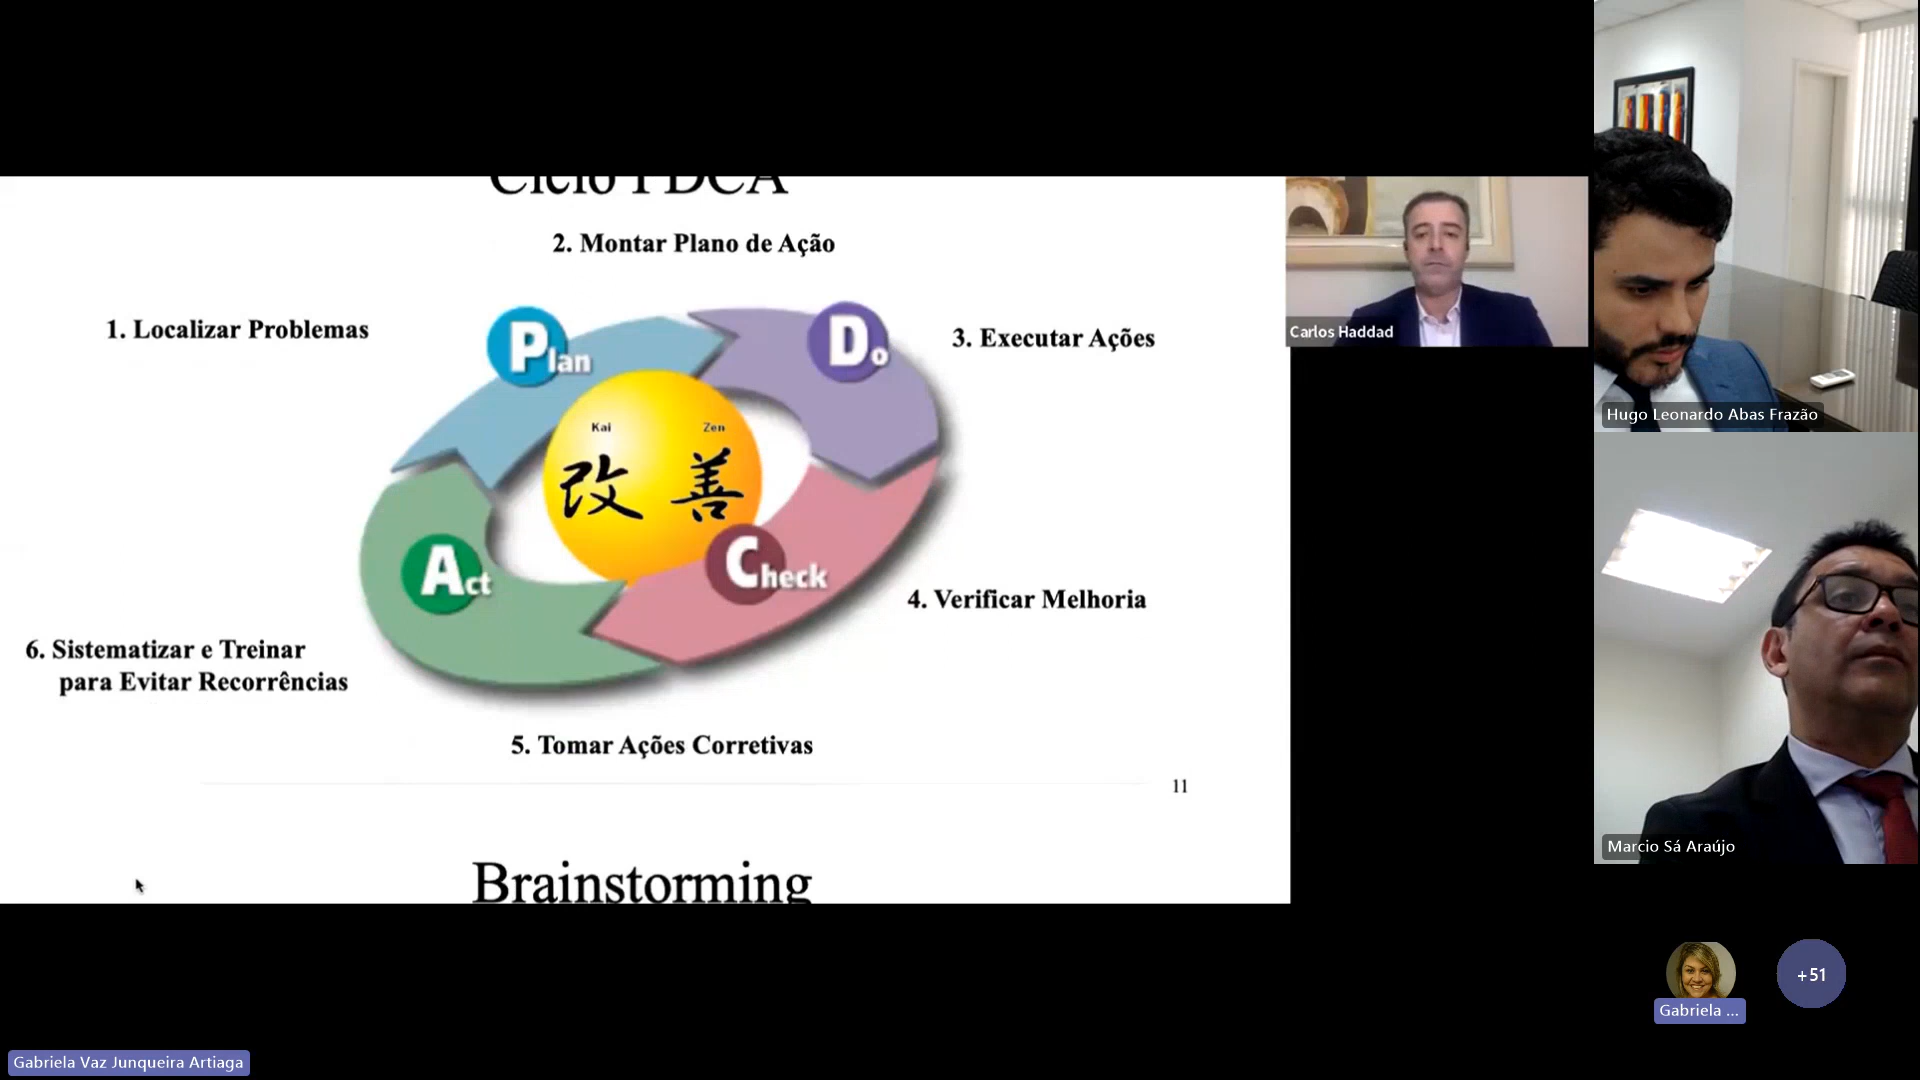 Ciclo PDCA
2. Montar Plano de Ação
1. Localizar Problemas
3. Executar Ações
Plan
Do
Kai Zen
改 善
Act
Check
4. Verificar Melhoria
6. Sistematizar e Treinar
para Evitar Recorrências
5. Tomar Ações Corretivas
11
Brainstorming
Carlos Haddad
Hugo Leonardo Abas Frazão
Marcio Sá Araújo
+51
Gabriela ...
Gabriela Vaz Junqueira Artiaga